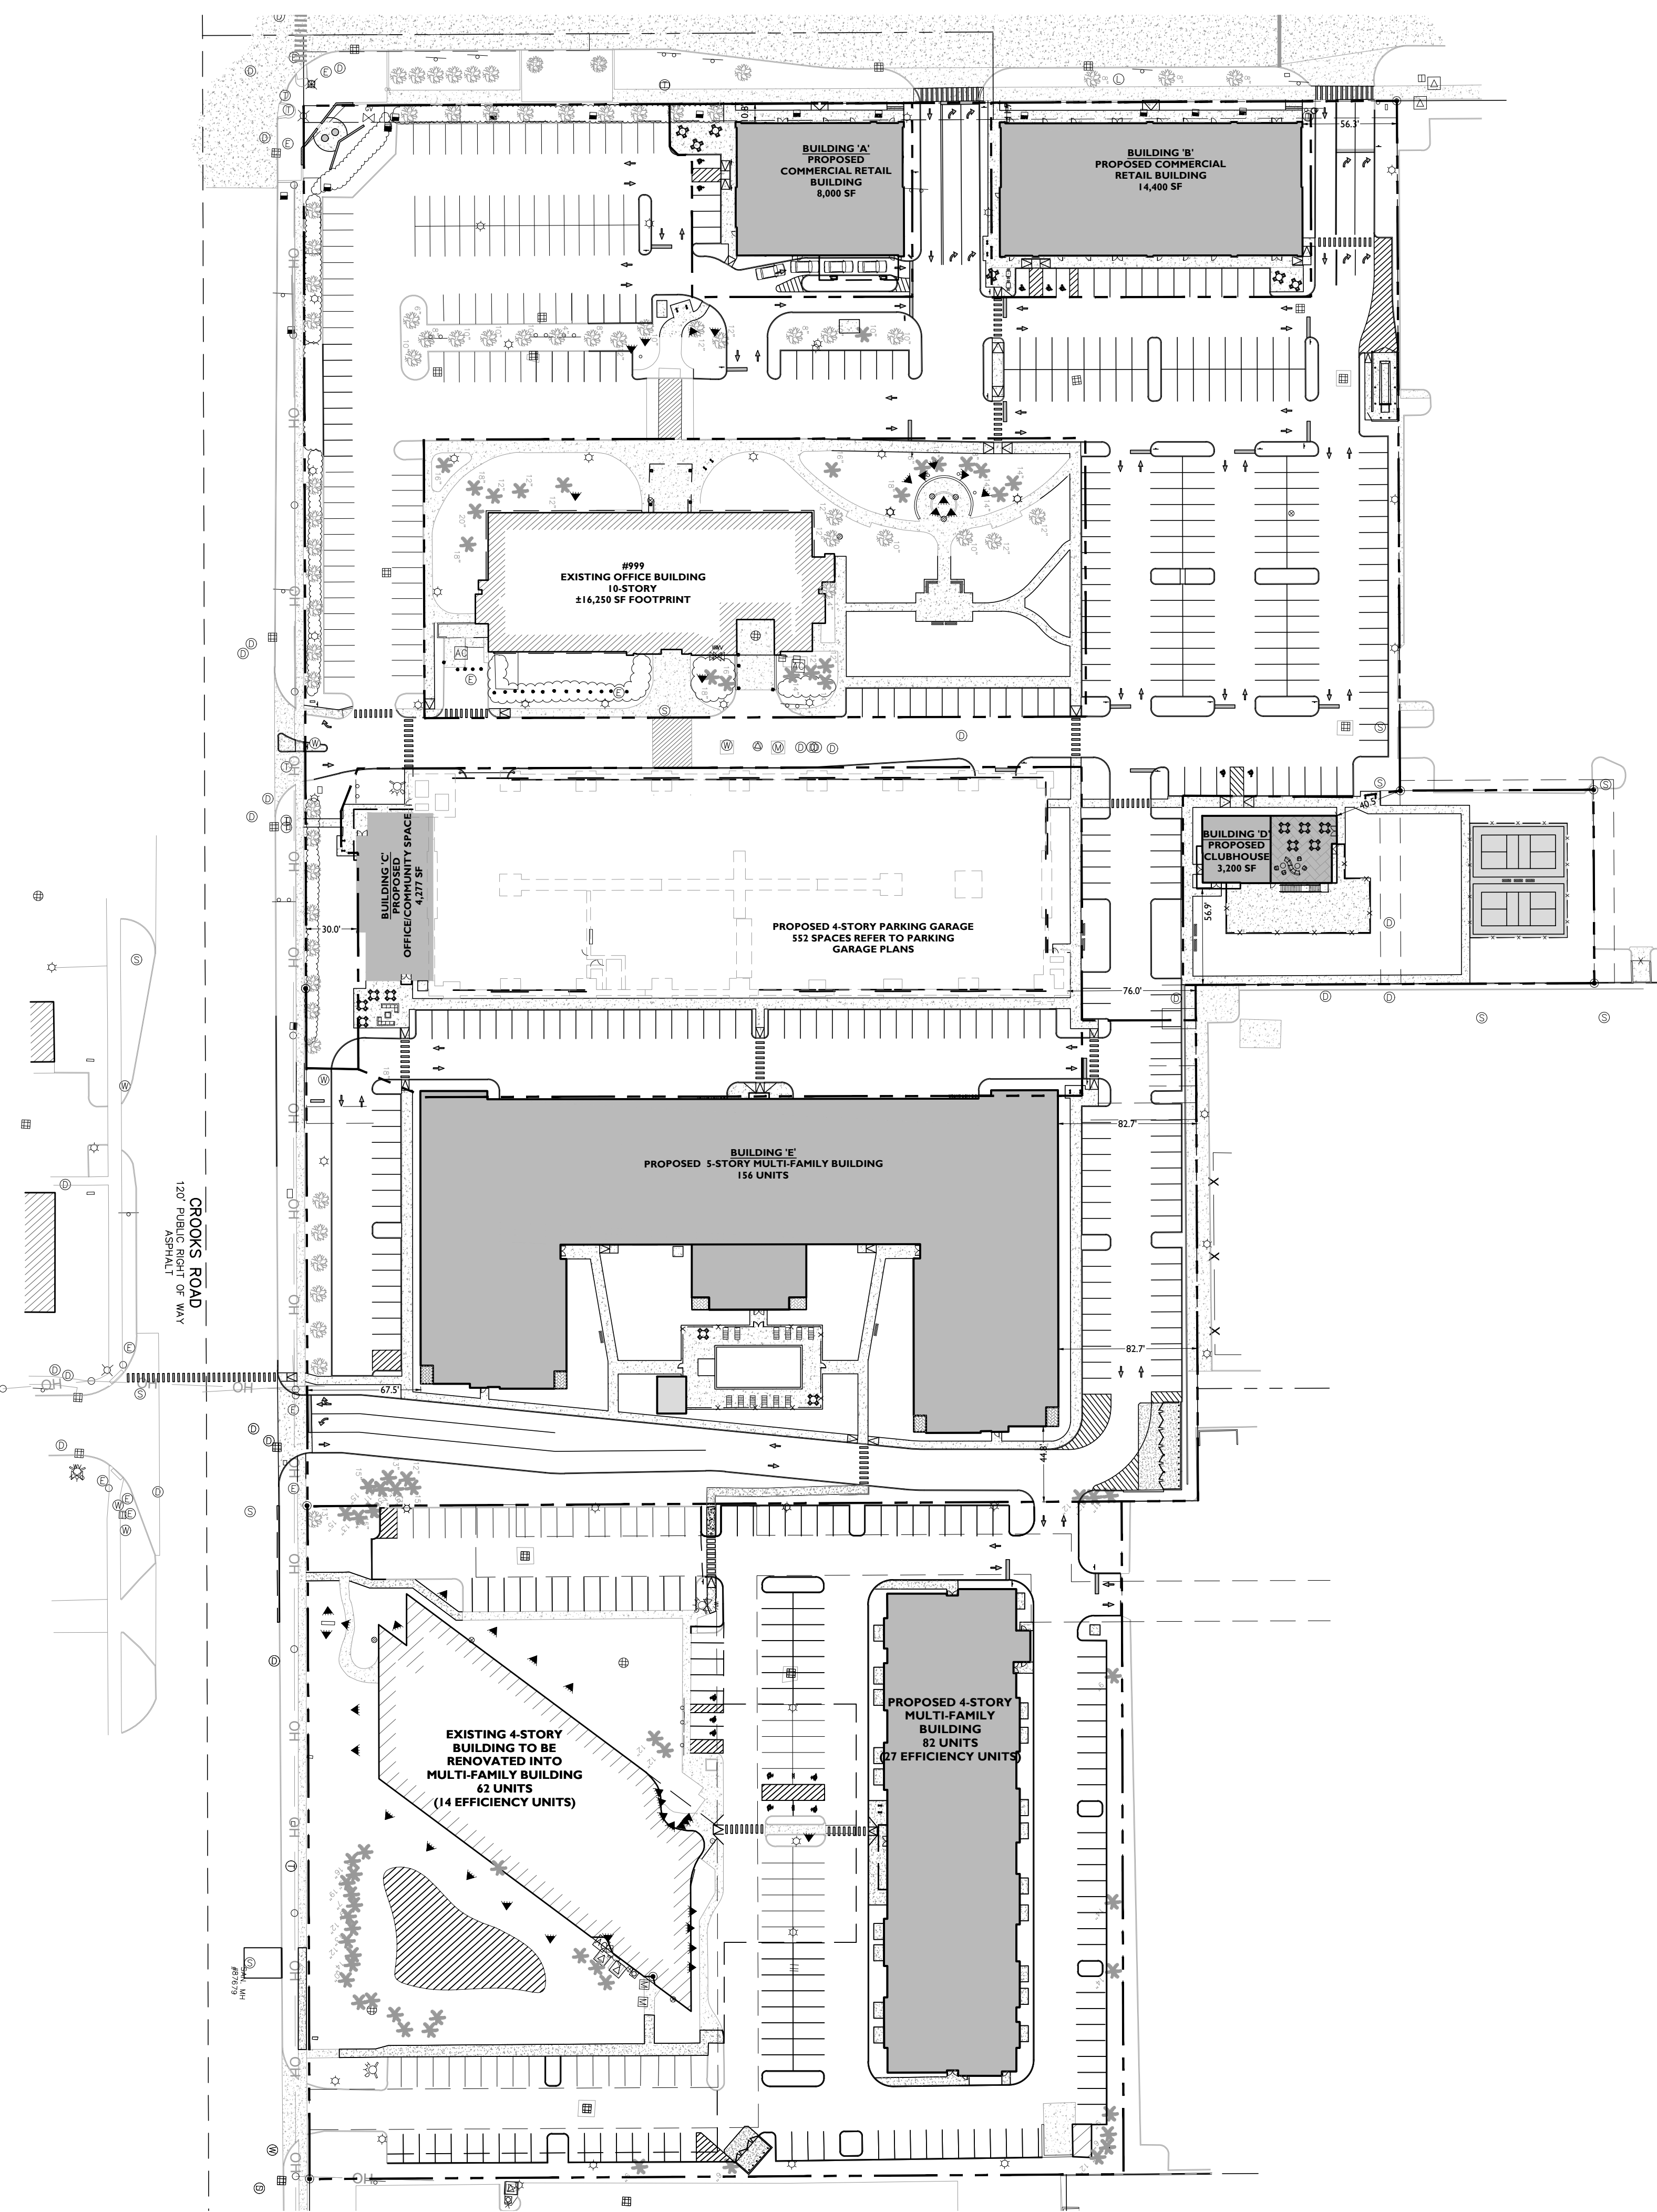 BUILDING 'A'
PROPOSED
COMMERCIAL RETAIL
BUILDING
8,000 SF
BUILDING 'B'
PROPOSED COMMERCIAL
RETAIL BUILDING
14,400 SF
56.3'
#999
EXISTING OFFICE BUILDING
10-STORY
±16,250 SF FOOTPRINT
AC
AC
BUILDING 'C'
PROPOSED
OFFICE/COMMUNITY SPACE
4,277 SF
30.0'
PROPOSED 4-STORY PARKING GARAGE
552 SPACES REFER TO PARKING
GARAGE PLANS
BUILDING 'D'
PROPOSED
CLUBHOUSE
3,200 SF
40.5'
56.9'
76.0'
BUILDING 'E'
PROPOSED 5-STORY MULTI-FAMILY BUILDING
156 UNITS
82.7'
82.7'
67.5'
44.8'
CROOKS ROAD
120' PUBLIC RIGHT OF WAY
ASPHALT
EXISTING 4-STORY
BUILDING TO BE
RENOVATED INTO
MULTI-FAMILY BUILDING
62 UNITS
(14 EFFICIENCY UNITS)
PROPOSED 4-STORY
MULTI-FAMILY
BUILDING
82 UNITS
(27 EFFICIENCY UNITS)
SAN. MH
#87679